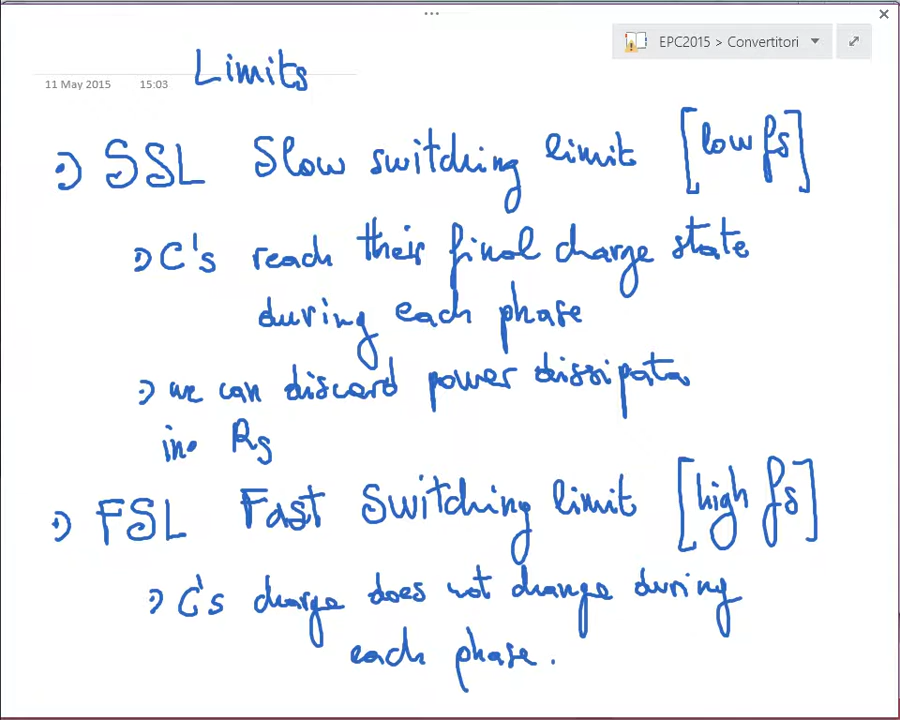 EPC2015 > Convertitori
Limits
11 May 2015 15:03
SSL Slow switching limit [low fs]
C's reach their final charge state
during each phase
we can discard power dissipata
in Rs
FSL Fast Switching limit [high fs]
C's charge does not change during
each phase.